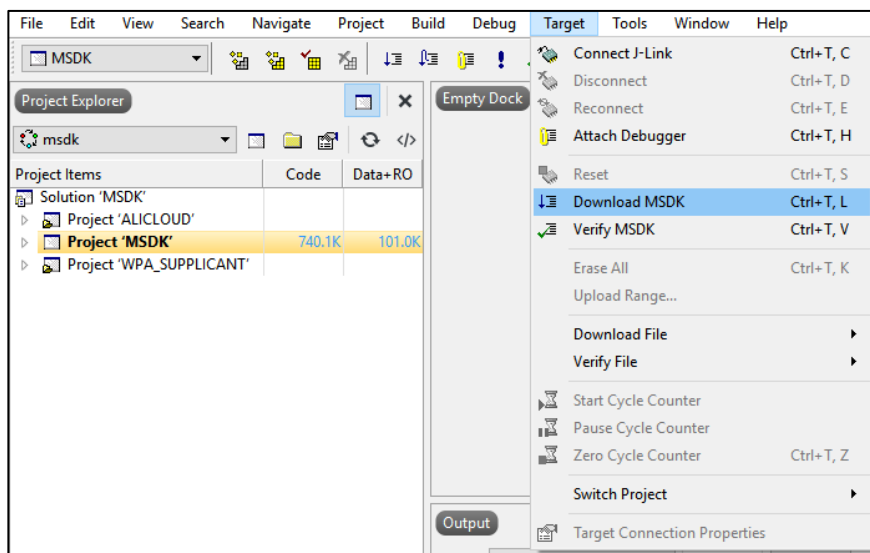 File Edit View Search Navigate Project Build Debug Target Tools Window Help
MSDK
Project Explorer
msdk
Project Items Code Data+RO
Solution 'MSDK'
Project 'ALICLOUD'
Project 'MSDK' 740.1K 101.0K
Project 'WPA_SUPPLICANT'
Empty Dock
Output
Connect J-Link Ctrl+T, C
Disconnect Ctrl+T, D
Reconnect Ctrl+T, E
Attach Debugger Ctrl+T, H
Reset Ctrl+T, S
Download MSDK Ctrl+T, L
Verify MSDK Ctrl+T, V
Erase All Ctrl+T, K
Upload Range...
Download File
Verify File
Start Cycle Counter
Pause Cycle Counter
Zero Cycle Counter Ctrl+T, Z
Switch Project
Target Connection Properties